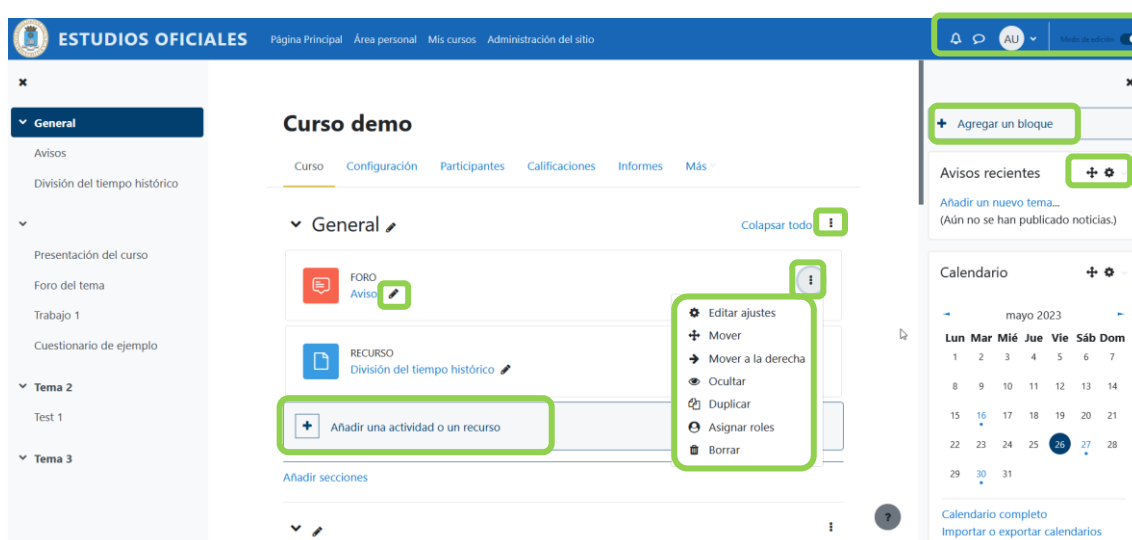 ESTUDIOS OFICIALES
Página Principal Área personal Mis cursos Administración del sitio
AU
Modo de edición
General
Avisos
División del tiempo histórico
Presentación del curso
Foro del tema
Trabajo 1
Cuestionario de ejemplo
Tema 2
Test 1
Tema 3
Curso demo
Curso Configuración Participantes Calificaciones Informes Más
General
Colapsar todo
FORO
Aviso
RECURSO
División del tiempo histórico
Añadir una actividad o un recurso
Añadir secciones
Editar ajustes
Mover
Mover a la derecha
Ocultar
Duplicar
Asignar roles
Borrar
?
Agregar un bloque
Avisos recientes
Añadir un nuevo tema...
(Aún no se han publicado noticias.)
Calendario
mayo 2023
Lun Mar Mié Jue Vie Sáb Dom
1 2 3 4 5 6 7
8 9 10 11 12 13 14
15 16 17 18 19 20 21
22 23 24 25 26 27 28
29 30 31
Calendario completo
Importar o exportar calendarios